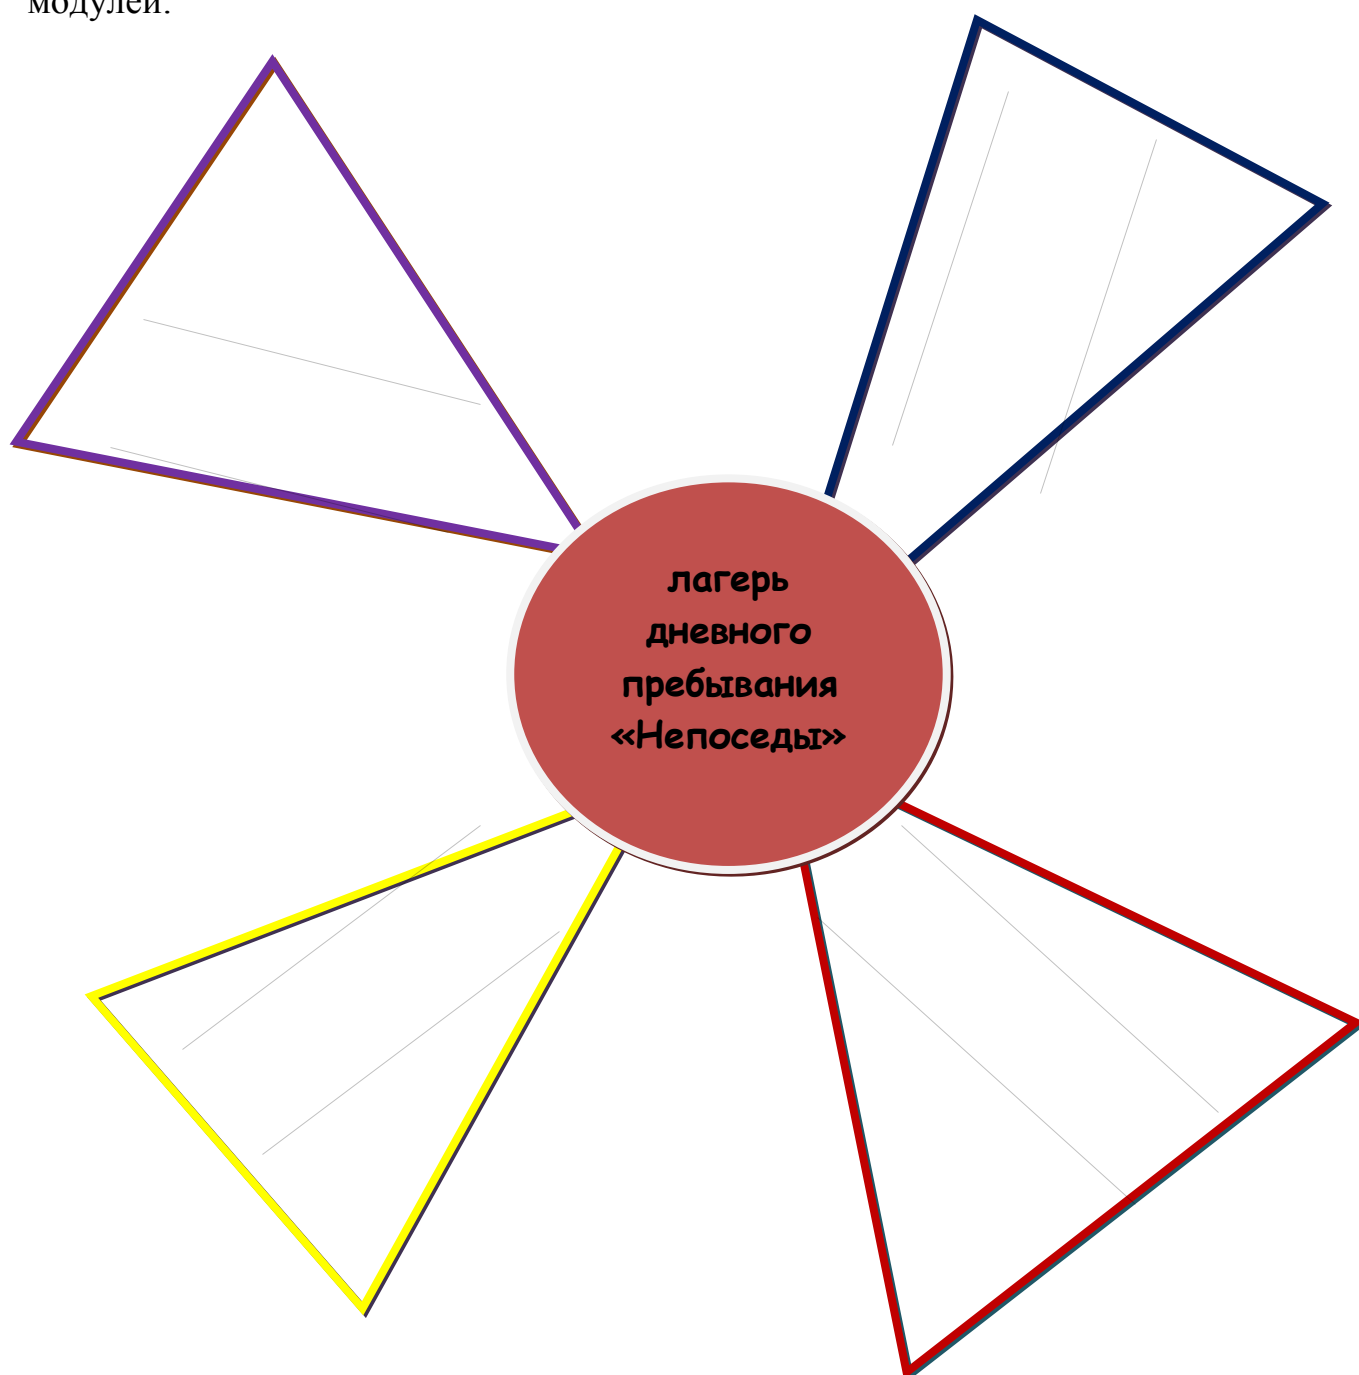 модулей:
лагерь
дневного
пребывания
«Непоседы»